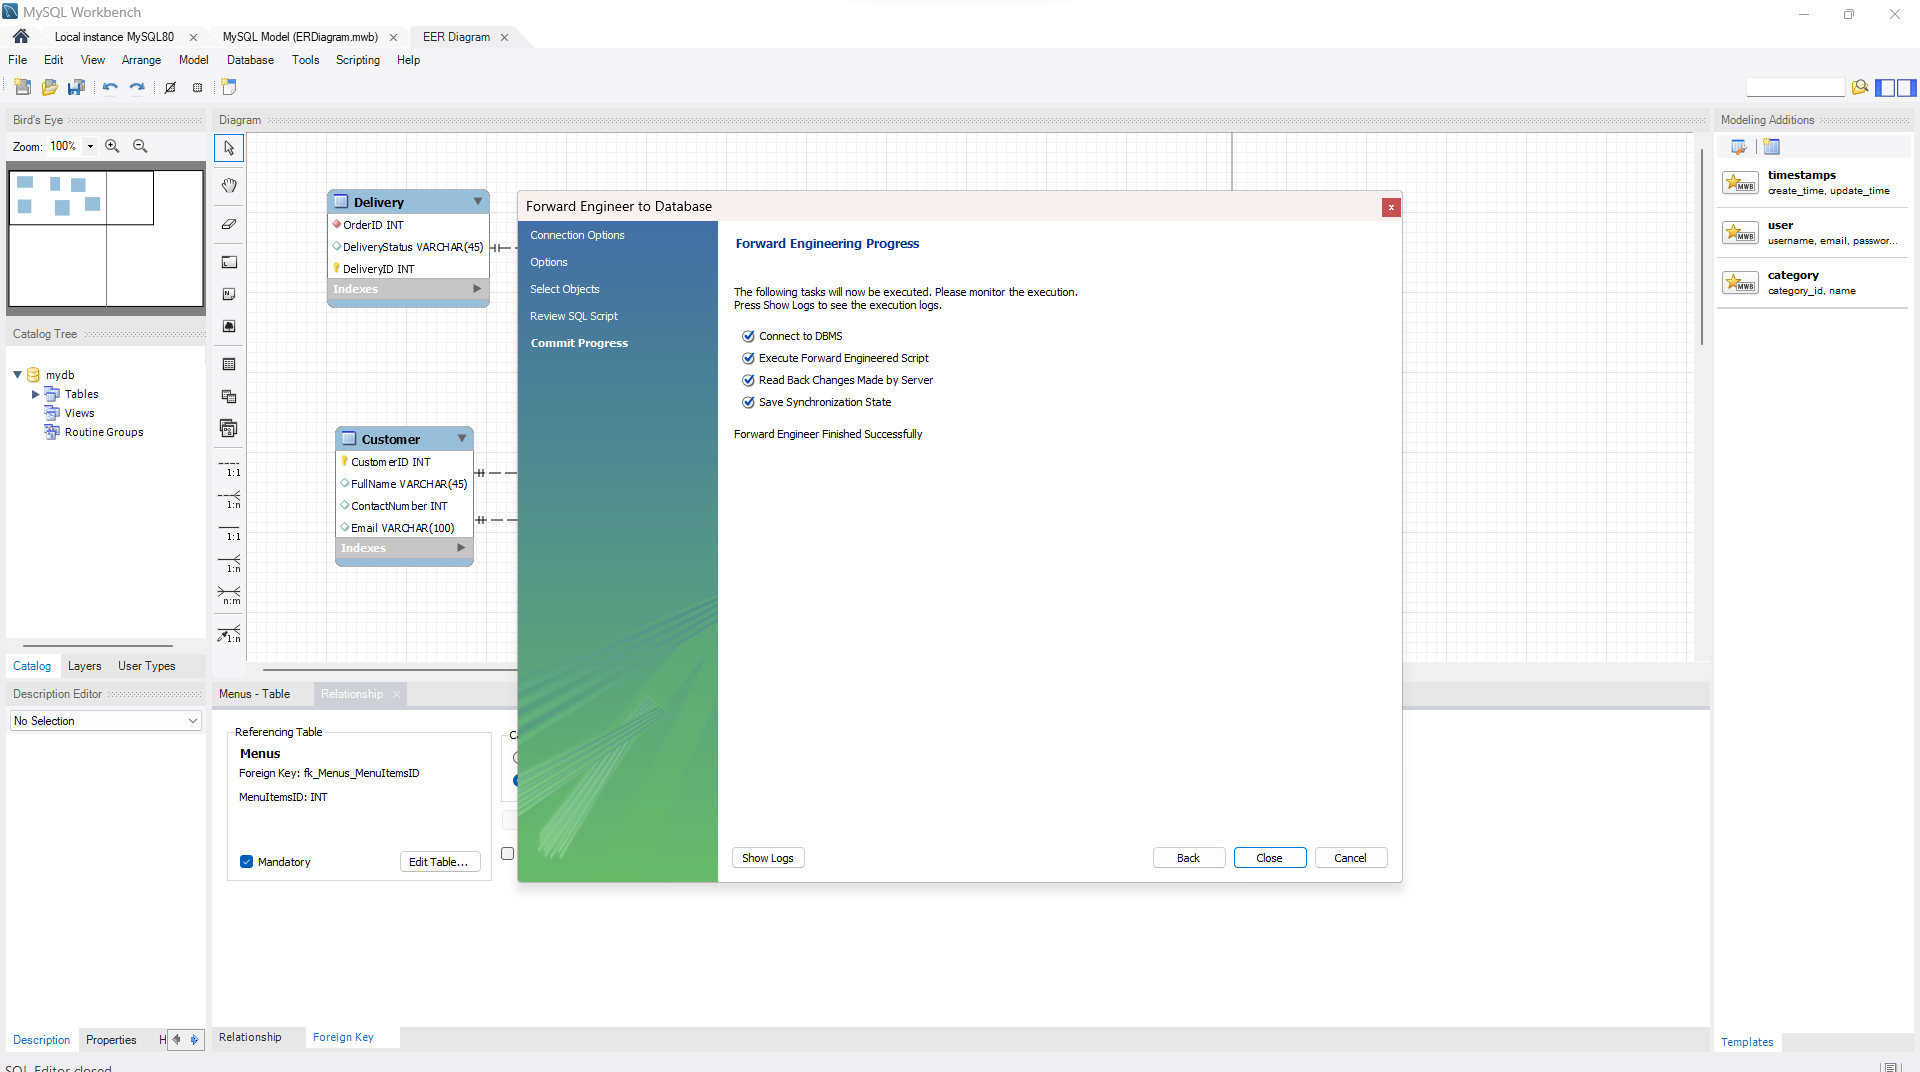 MySQL Workbench
Local instance MySQL80
MySQL Model (ERDiagram.mwb)
EER Diagram
File Edit View Arrange Model Database Tools Scripting Help
Bird's Eye
Zoom: 100%
Catalog Tree
mydb
Tables
Views
Routine Groups
Catalog Layers User Types
Description Editor
No Selection
Description Properties H
SQL Editor closed
Diagram
1:1
1:n
1:1
1:n
n:m
1:n
Delivery
OrderID INT
DeliveryStatus VARCHAR(45)
DeliveryID INT
Indexes
Customer
CustomerID INT
FullName VARCHAR(45)
ContactNumber INT
Email VARCHAR(100)
Indexes
Forward Engineer to Database
Connection Options
Options
Select Objects
Review SQL Script
Commit Progress
Forward Engineering Progress
The following tasks will now be executed. Please monitor the execution.
Press Show Logs to see the execution logs.
Connect to DBMS
Execute Forward Engineered Script
Read Back Changes Made by Server
Save Synchronization State
Forward Engineer Finished Successfully
Show Logs Back Close Cancel
Menus - Table Relationship
Referencing Table
Menus
Foreign Key: fk_Menus_MenuItemsID
MenuItemsID: INT
Mandatory Edit Table...
Relationship Foreign Key
Modeling Additions
MWB
timestamps
create_time, update_time
MWB
user
username, email, passwor...
MWB
category
category_id, name
Templates